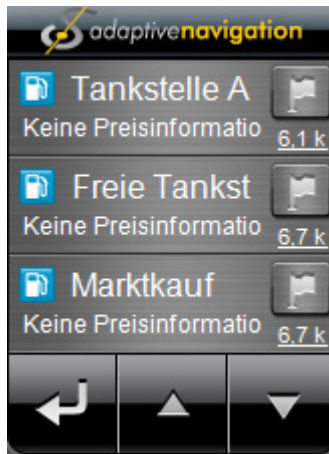 adaptivenavigation
Tankstelle A
Keine Preisinformatio
6,1 k
Freie Tankst
Keine Preisinformatio
6,7 k
Marktkauf
Keine Preisinformatio
6,7 k